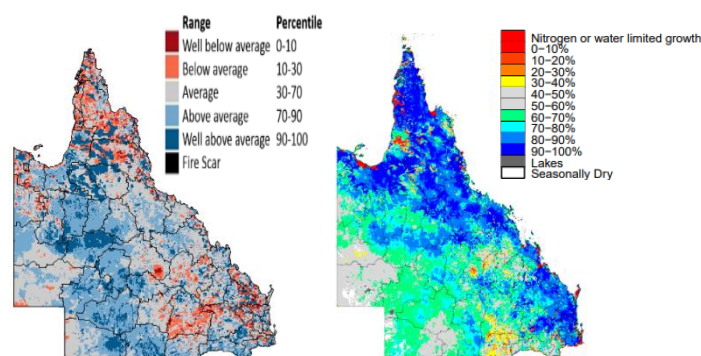 Range Percentile
Well below average 0-10
Below average 10-30
Average 30-70
Above average 70-90
Well above average 90-100
Fire Scar
Nitrogen or water limited growth
0−10%
10−20%
20−30%
30−40%
40−50%
50−60%
60−70%
70−80%
80−90%
90−100%
Lakes
Seasonally Dry